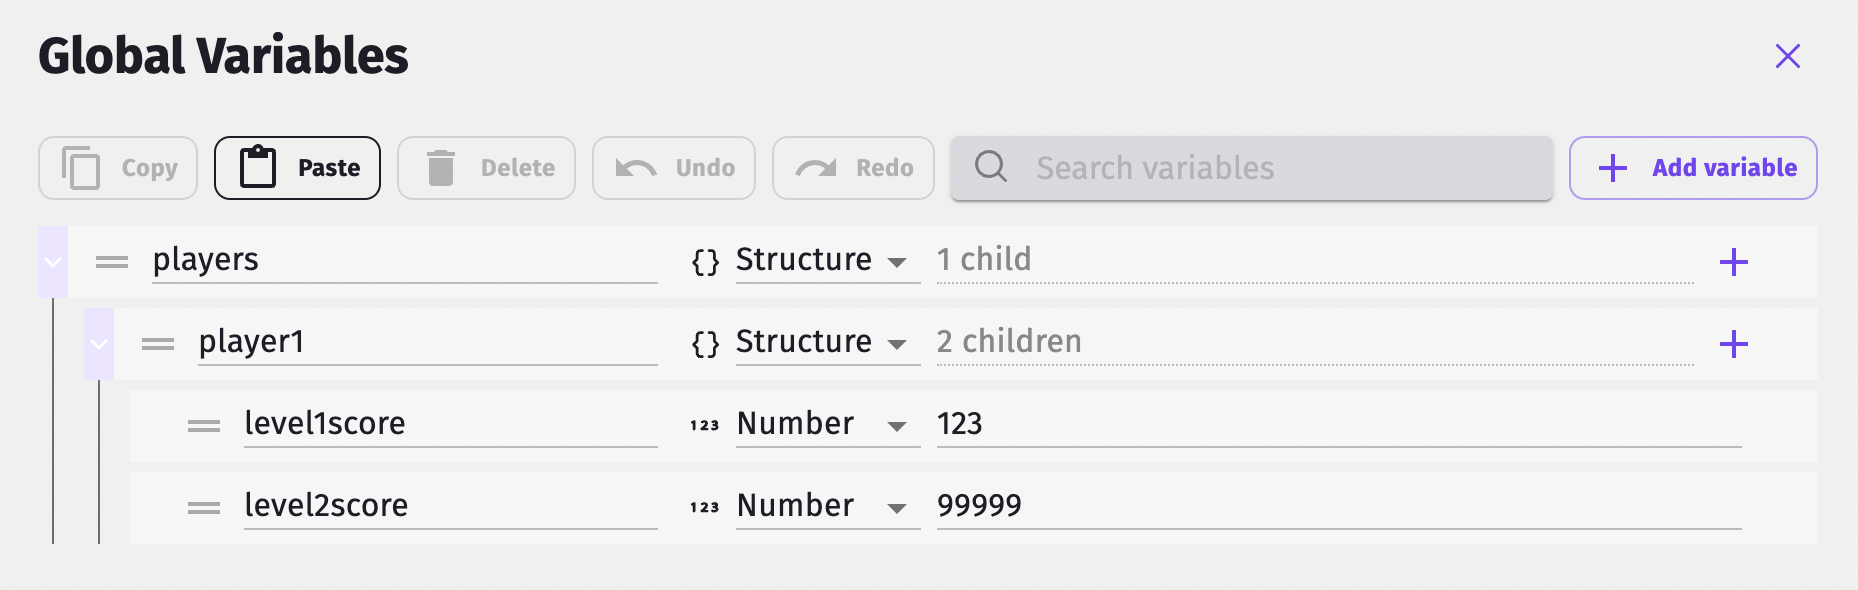 Global Variables
Copy Paste Delete Undo Redo Search variables Add variable
players {} Structure 1 child
player1 {} Structure 2 children
level1score 123 Number 123
level2score 123 Number 99999